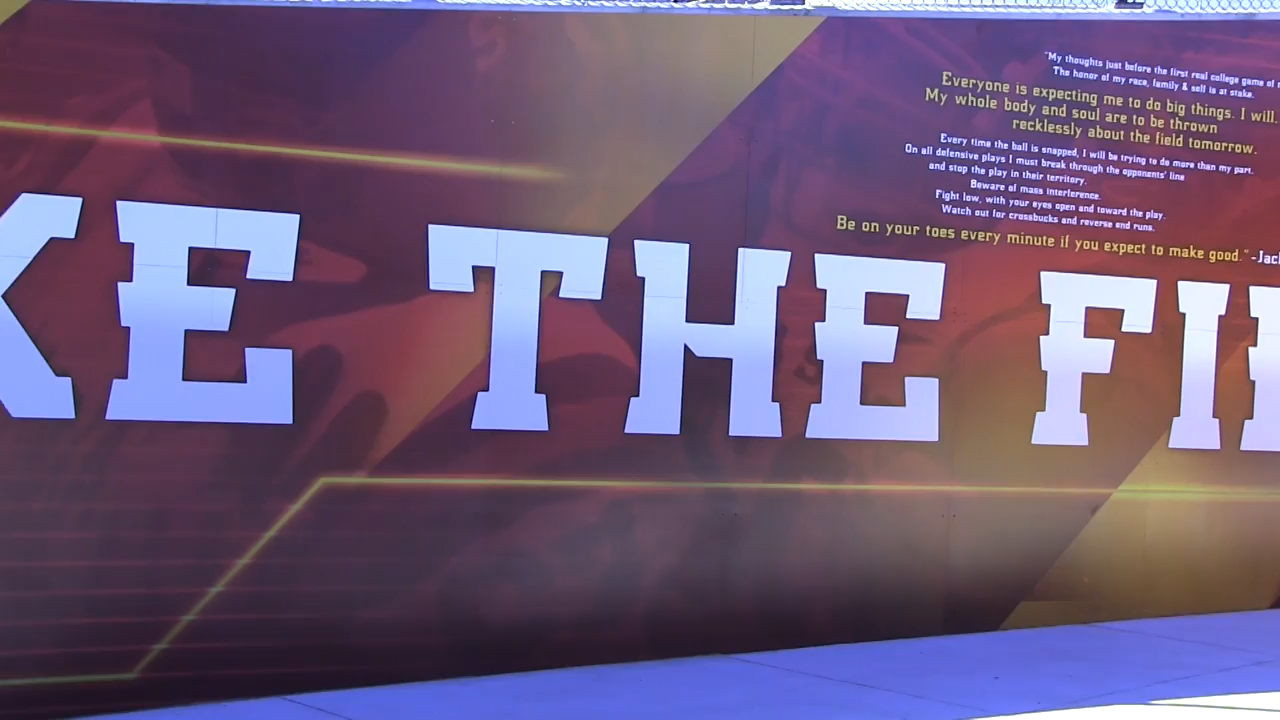 "My thoughts just before the first real college game of
The honor of my race, family & self is at stake.
Everyone is expecting me to do big things. I will.
My whole body and soul are to be thrown
recklessly about the field tomorrow.
Every time the ball is snapped, I will be trying to do more than my part.
On all defensive plays I must break through the opponents' line
and stop the play in their territory.
Beware of mass interference.
Fight low, with your eyes open and toward the play.
Watch out for crossbucks and reverse end runs.
Be on your toes every minute if you expect to make good." -Jac
KE THE FI